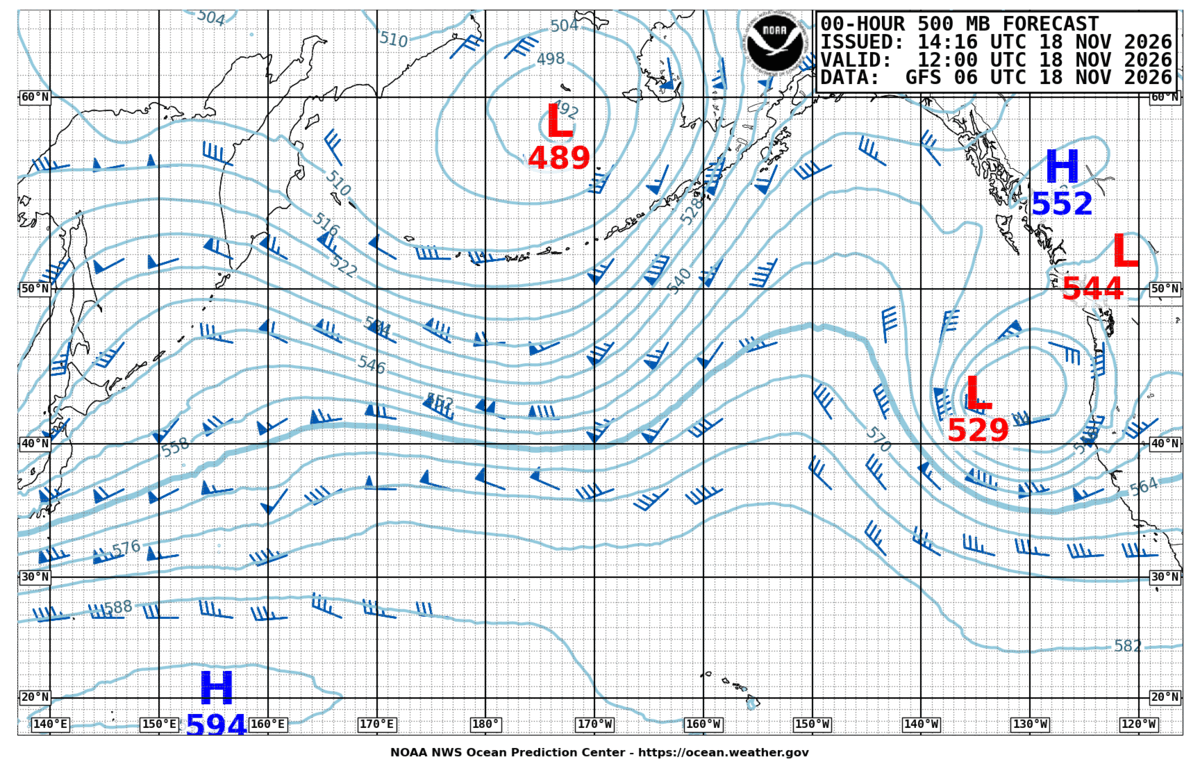 00-HOUR 500 MB FORECAST
ISSUED: 14:16 UTC 18 NOV 2026
VALID: 12:00 UTC 18 NOV 2026
DATA: GFS 06 UTC 18 NOV 2026
NOAA
504
510
504
498
492
L
489
60°N
60°N
H
552
510
516
522
528
540
L
544
50°N
50°N
546
552
558
L
529
570
40°N
40°N
564
576
30°N
30°N
588
582
H
594
20°N
20°N
140°E
150°E
160°E
170°E
180°
170°W
160°W
150°W
140°W
130°W
120°W
NOAA NWS Ocean Prediction Center - https://ocean.weather.gov